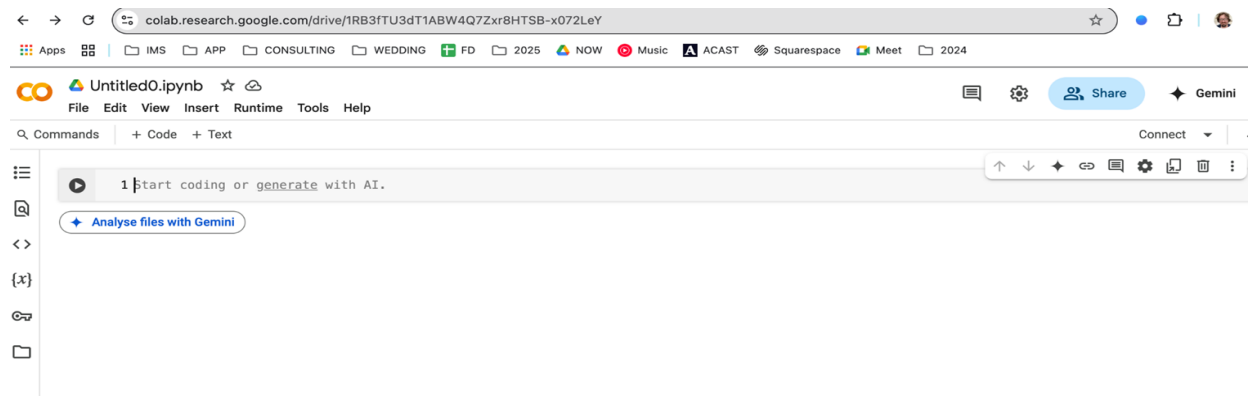 colab.research.google.com/drive/1RB3fTU3dT1ABW4Q7Zxr8HTSB-x072LeY
Apps IMS APP CONSULTING WEDDING FD 2025 NOW Music A ACAST Squarespace Meet 2024
CO Untitled0.ipynb
File Edit View Insert Runtime Tools Help Share Gemini
Commands + Code + Text Connect
1 Start coding or generate with AI.
Analyse files with Gemini
<>
{x}